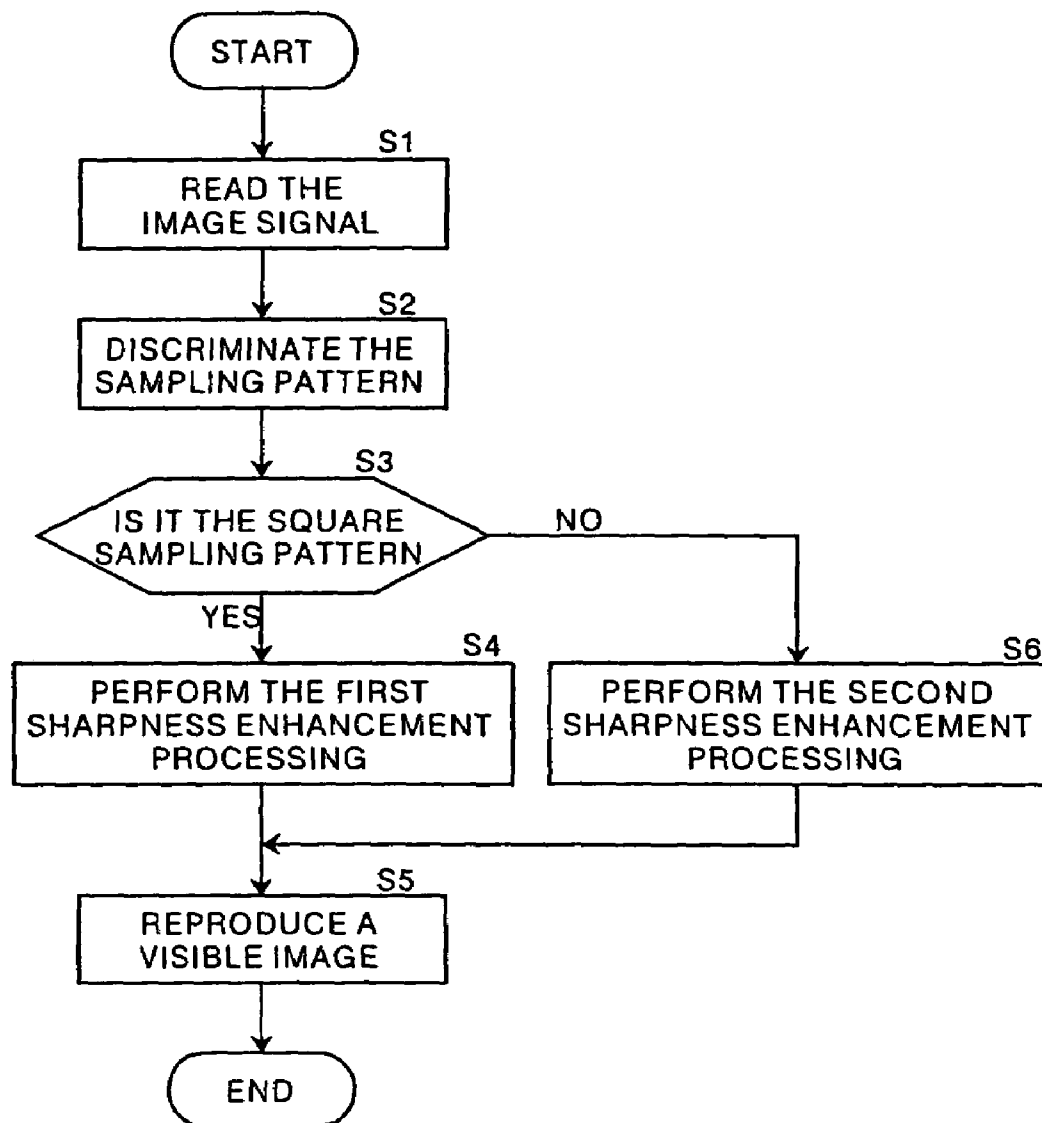 START
S1
READ THE
IMAGE SIGNAL
S2
DISCRIMINATE THE
SAMPLING PATTERN
S3
IS IT THE SQUARE
SAMPLING PATTERN
NO
YES
S4
PERFORM THE FIRST
SHARPNESS ENHANCEMENT
PROCESSING
S6
PERFORM THE SECOND
SHARPNESS ENHANCEMENT
PROCESSING
S5
REPRODUCE A
VISIBLE IMAGE
END